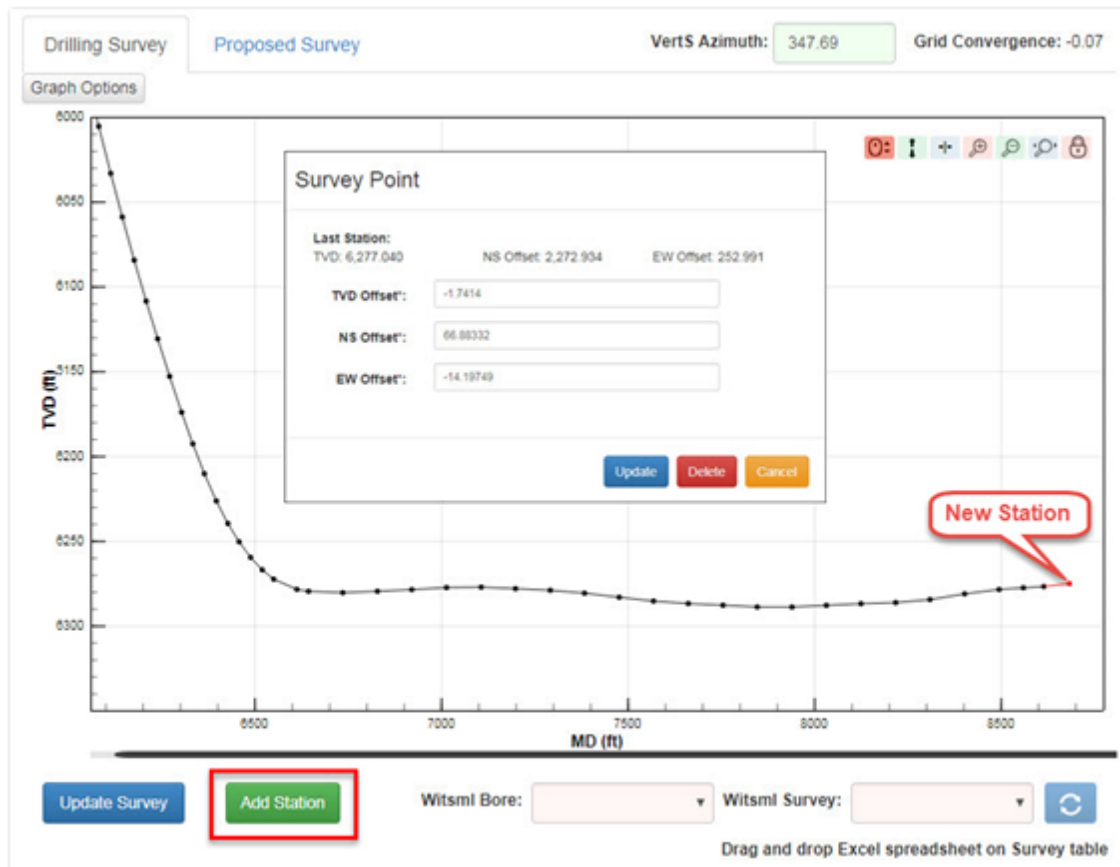 Drilling Survey Proposed Survey VertS Azimuth: 347.69 Grid Convergence: -0.07
Graph Options
Survey Point
Last Station:
TVD: 6,277.040 NS Offset: 2,272.934 EW Offset: 252.991
TVD Offset*: -1.7414
NS Offset*: 66.88332
EW Offset*: -14.19749
Update Delete Cancel
New Station
6000
6050
6100
6150
6200
6250
6300
TVD (ft)
6500 7000 7500 8000 8500
MD (ft)
Update Survey Add Station Witsml Bore: Witsml Survey:
Drag and drop Excel spreadsheet on Survey table